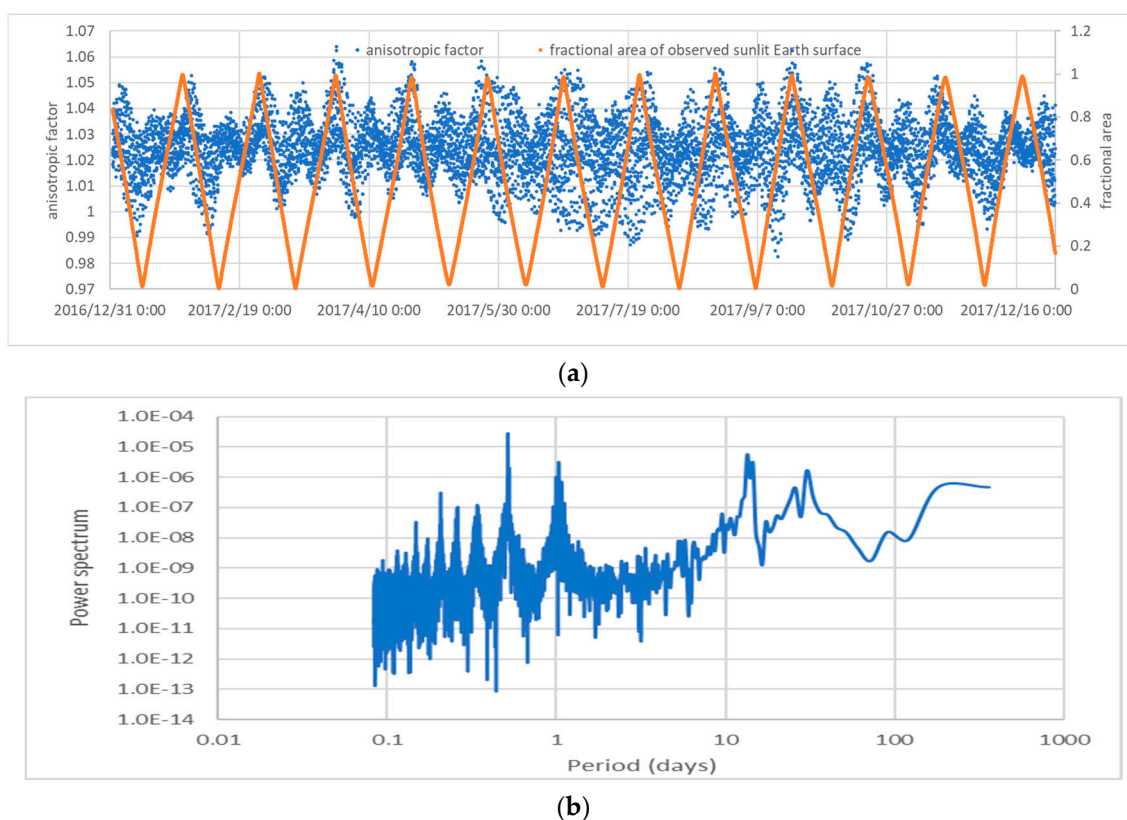 1.07
1.06
1.05
1.04
1.03
1.02
1.01
1
0.99
0.98
0.97
anisotropic factor
anisotropic factor fractional area of observed sunlit Earth surface
1.2
1
0.8
0.6
0.4
0.2
0
fractional area
2016/12/31 0:00 2017/2/19 0:00 2017/4/10 0:00 2017/5/30 0:00 2017/7/19 0:00 2017/9/7 0:00 2017/10/27 0:00 2017/12/16 0:00
(a)
1.0E-04
1.0E-05
1.0E-06
1.0E-07
1.0E-08
1.0E-09
1.0E-10
1.0E-11
1.0E-12
1.0E-13
1.0E-14
Power spectrum
0.01 0.1 1 10 100 1000
Period (days)
(b)